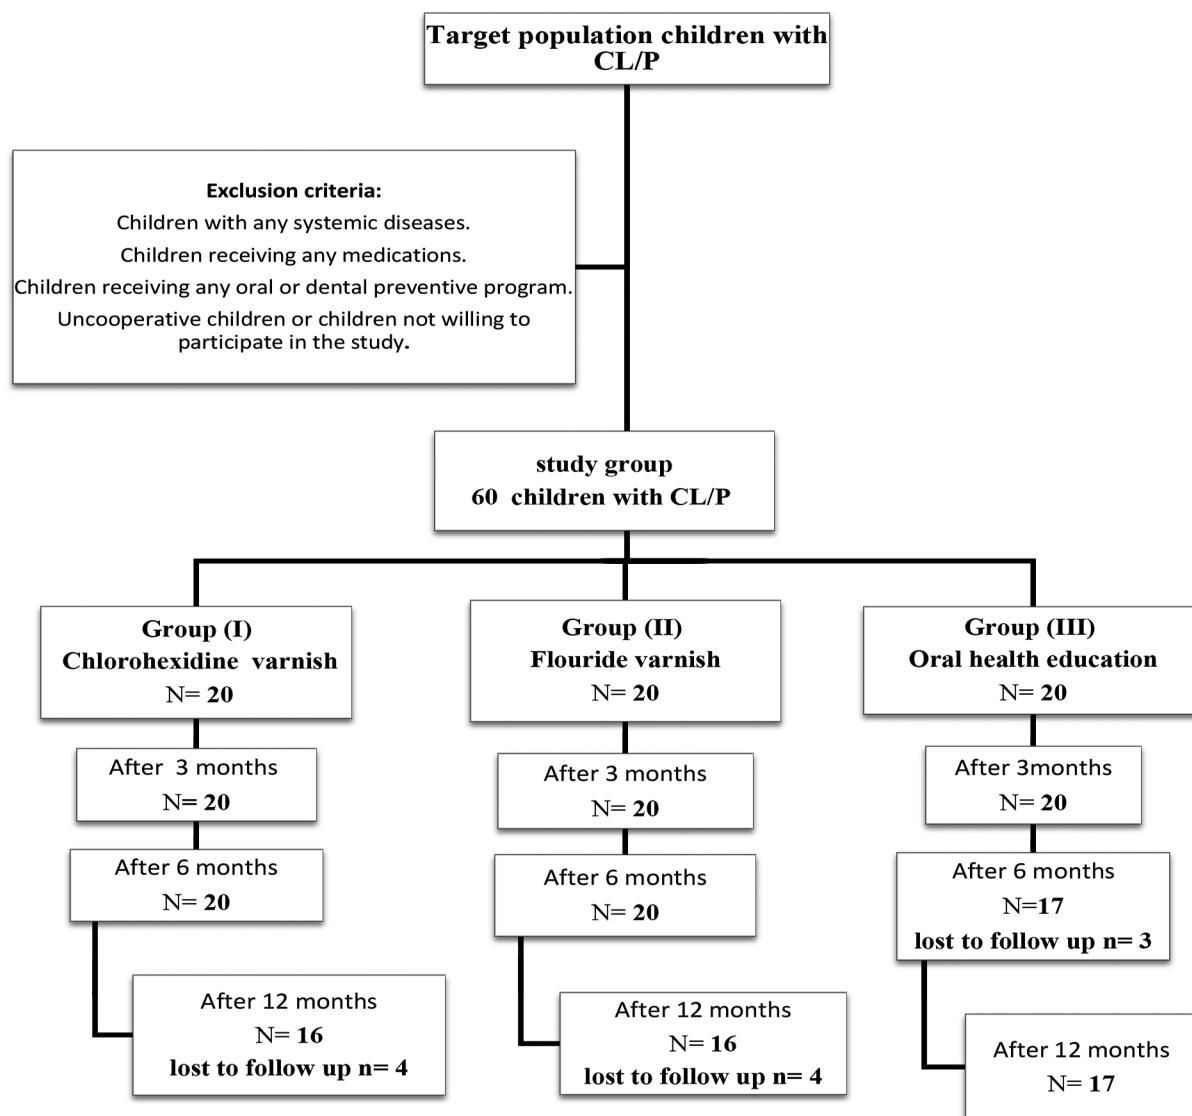 Target population children with
CL/P
Exclusion criteria:
Children with any systemic diseases.
Children receiving any medications.
Children receiving any oral or dental preventive program.
Uncooperative children or children not willing to
participate in the study.
study group
60 children with CL/P
Group (I)
Chlorohexidine varnish
N= 20
After 3 months
N= 20
After 6 months
N= 20
After 12 months
N= 16
lost to follow up n= 4
Group (II)
Flouride varnish
N= 20
After 3 months
N= 20
After 6 months
N= 20
After 12 months
N= 16
lost to follow up n= 4
Group (III)
Oral health education
N= 20
After 3months
N= 20
After 6 months
N=17
lost to follow up n= 3
After 12 months
N= 17